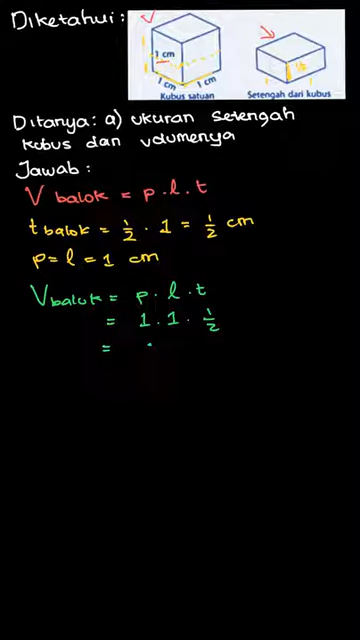 Diketahui:
1 cm
1 cm
1 cm
Kubus satuan
Setengah dari kubus
Ditanya: a) ukuran setengah
kubus dan volumenya
Jawab:
V balok = p . l . t
t balok = 1/2 . 1 = 1/2 cm
p = l = 1 cm
V balok = p . l . t
= 1 . 1 . 1/2
=